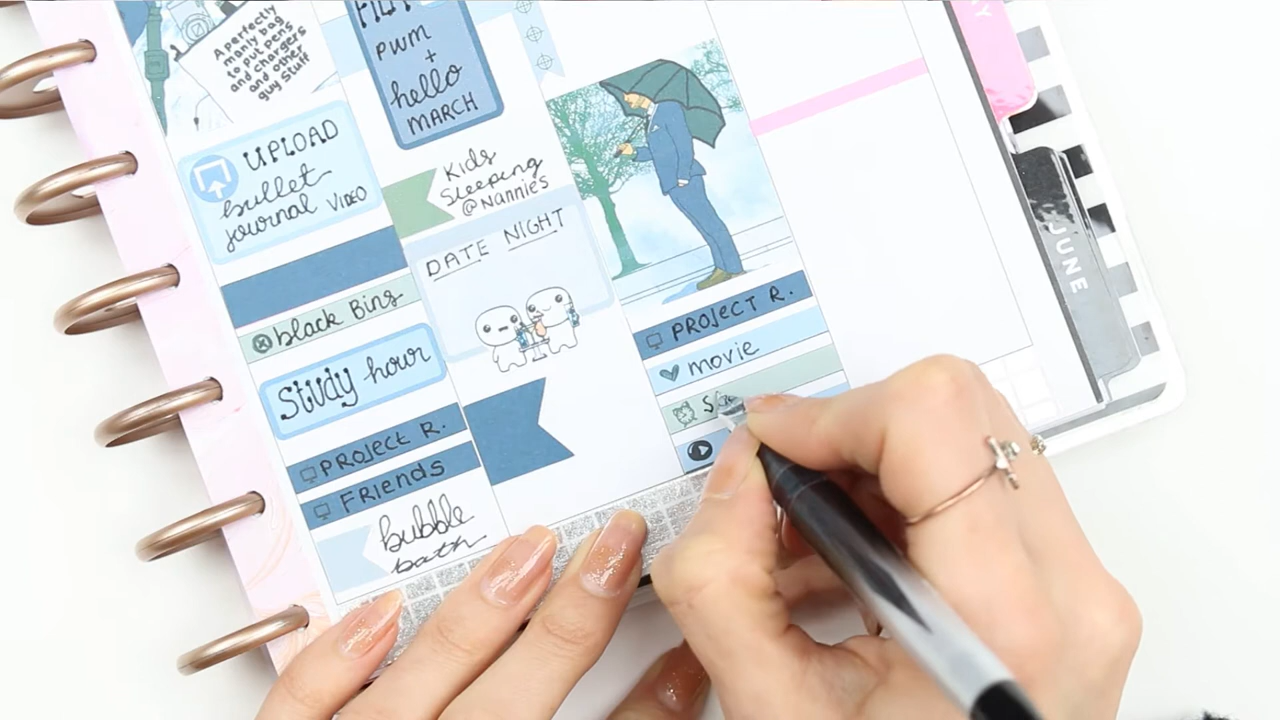 A perfectly
manly bag
to put pens
and chargers
and other
guy stuff
UPLOAD
bullet
journal VIDEO
black Bins
Study hour
PROJECT R.
FRIENDS
bubble
bath
PWM
+
hello
MARCH
Kids
Sleeping
@Nannies
DATE NIGHT
PROJECT R.
movie
JUNE